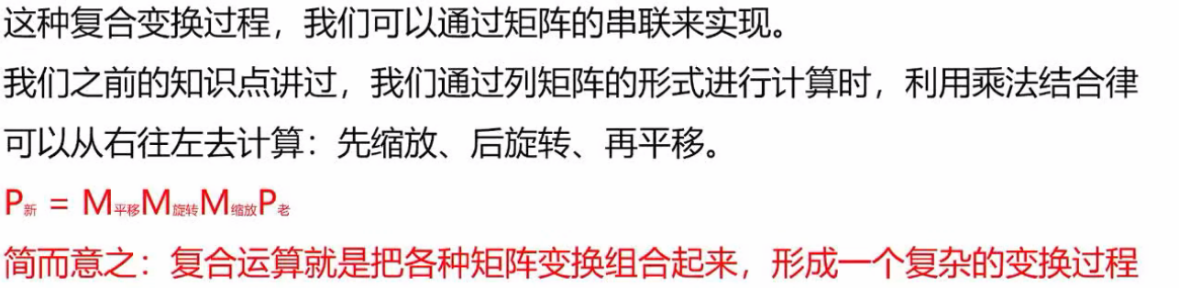 这种复合变换过程，我们可以通过矩阵的串联来实现。
我们之前的知识点讲过，我们通过列矩阵的形式进行计算时，利用乘法结合律
可以从右往左去计算：先缩放、后旋转、再平移。
P新 = M平移M旋转M缩放P老
简而意之：复合运算就是把各种矩阵变换组合起来，形成一个复杂的变换过程